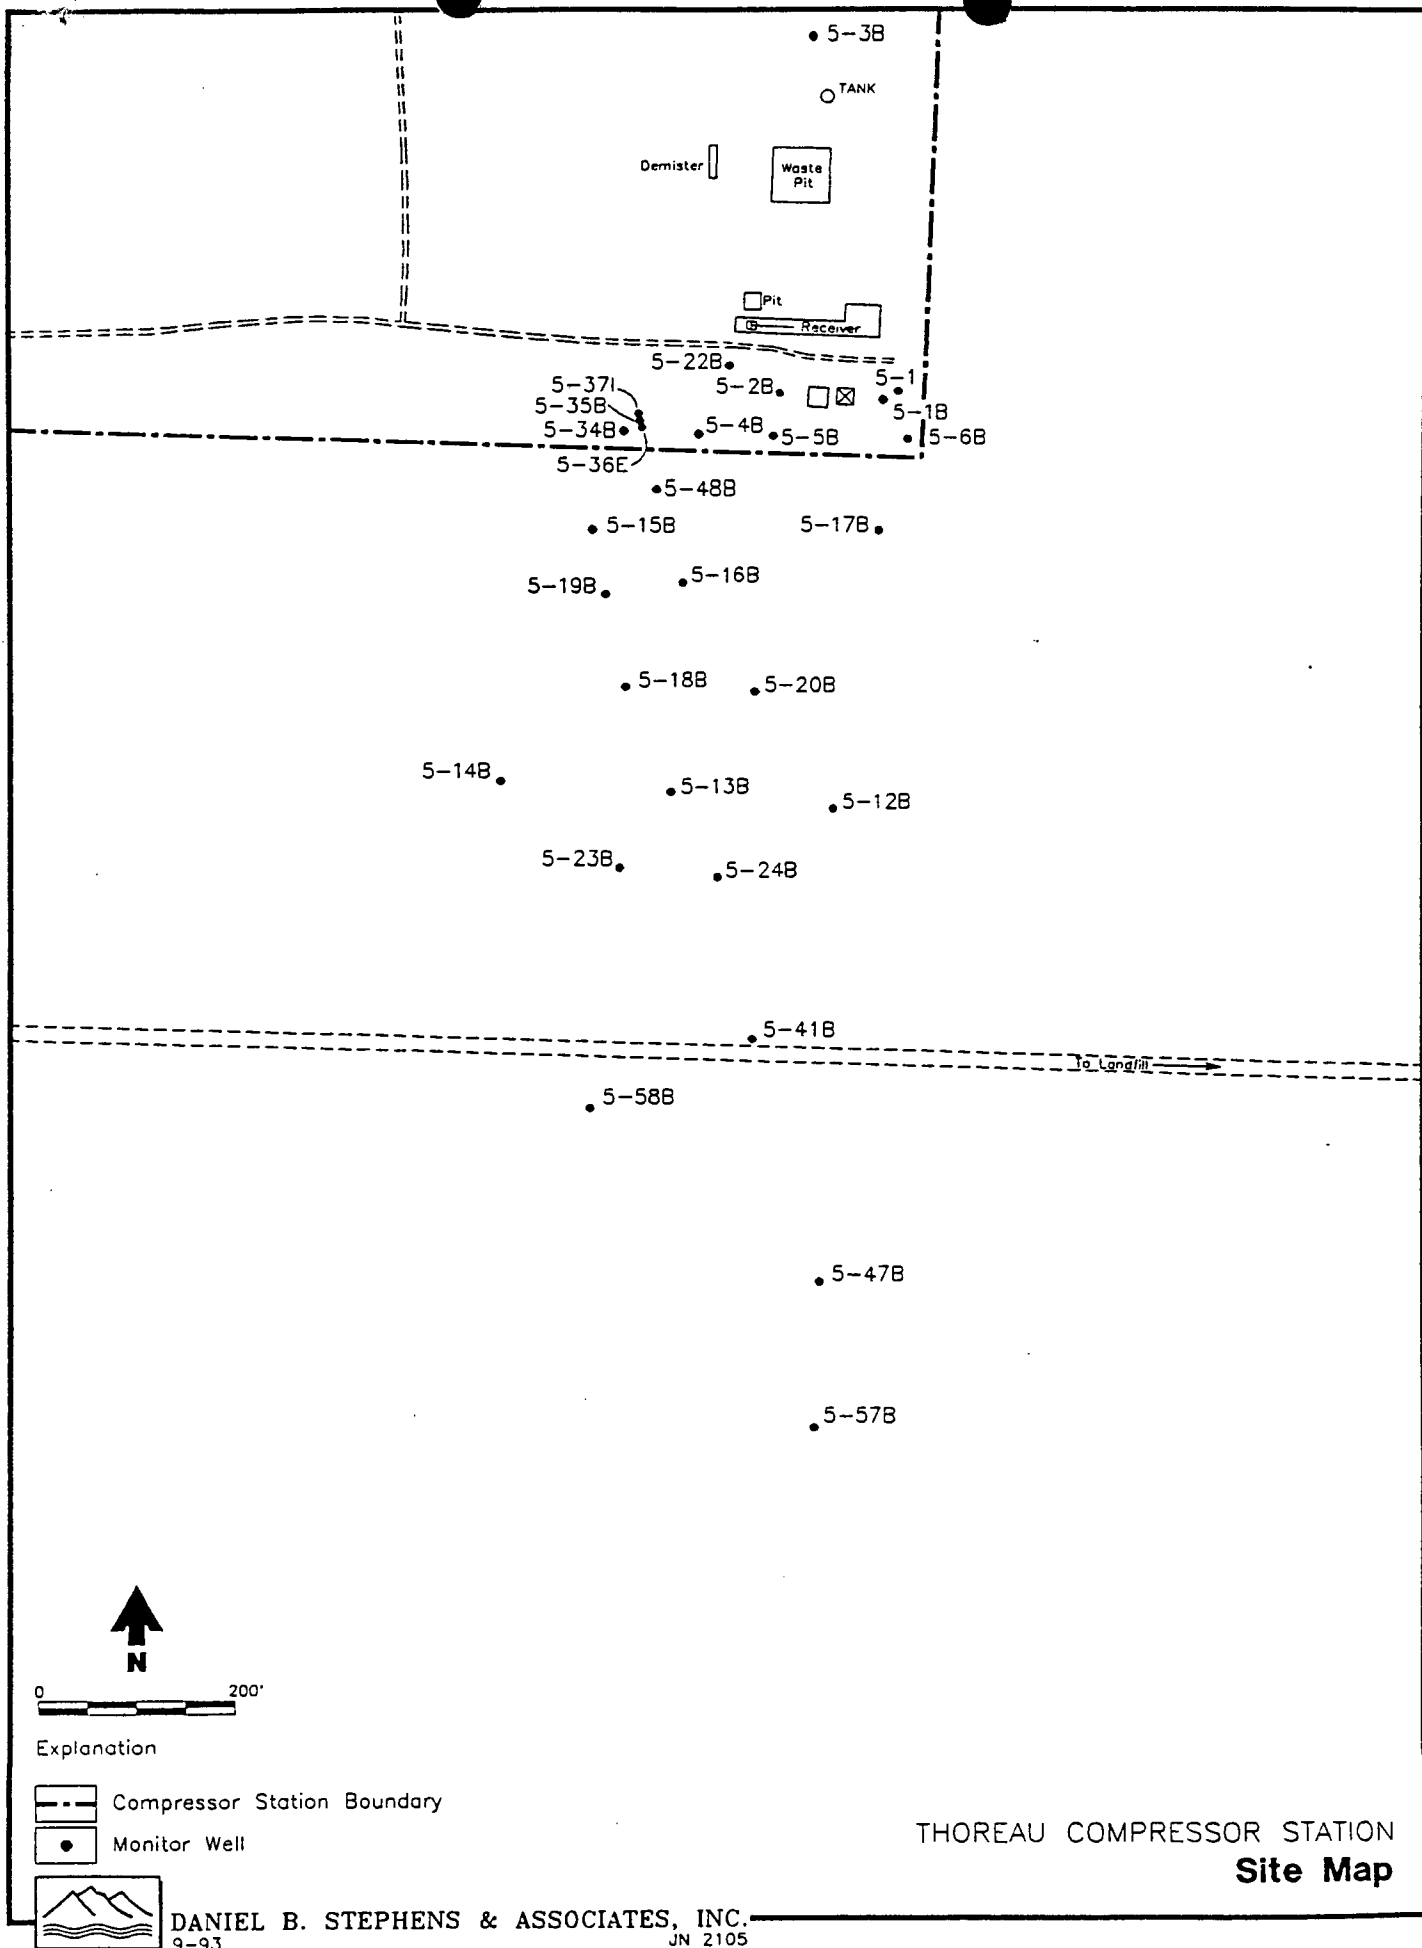 5-3B
TANK
Demister
Waste
Pit
Pit
Receiver
5-22B
5-37I
5-2B
5-1
5-35B
5-1B
5-34B
5-4B
5-5B
5-6B
5-36E
5-48B
5-15B
5-17B
5-16B
5-19B
5-18B
5-20B
5-14B
5-13B
5-12B
5-23B
5-24B
5-41B
To Landfill
5-58B
5-47B
5-57B
N
0 200'
Explanation
Compressor Station Boundary
Monitor Well
THOREAU COMPRESSOR STATION
Site Map
DANIEL B. STEPHENS & ASSOCIATES, INC.
9-93 JN 2105